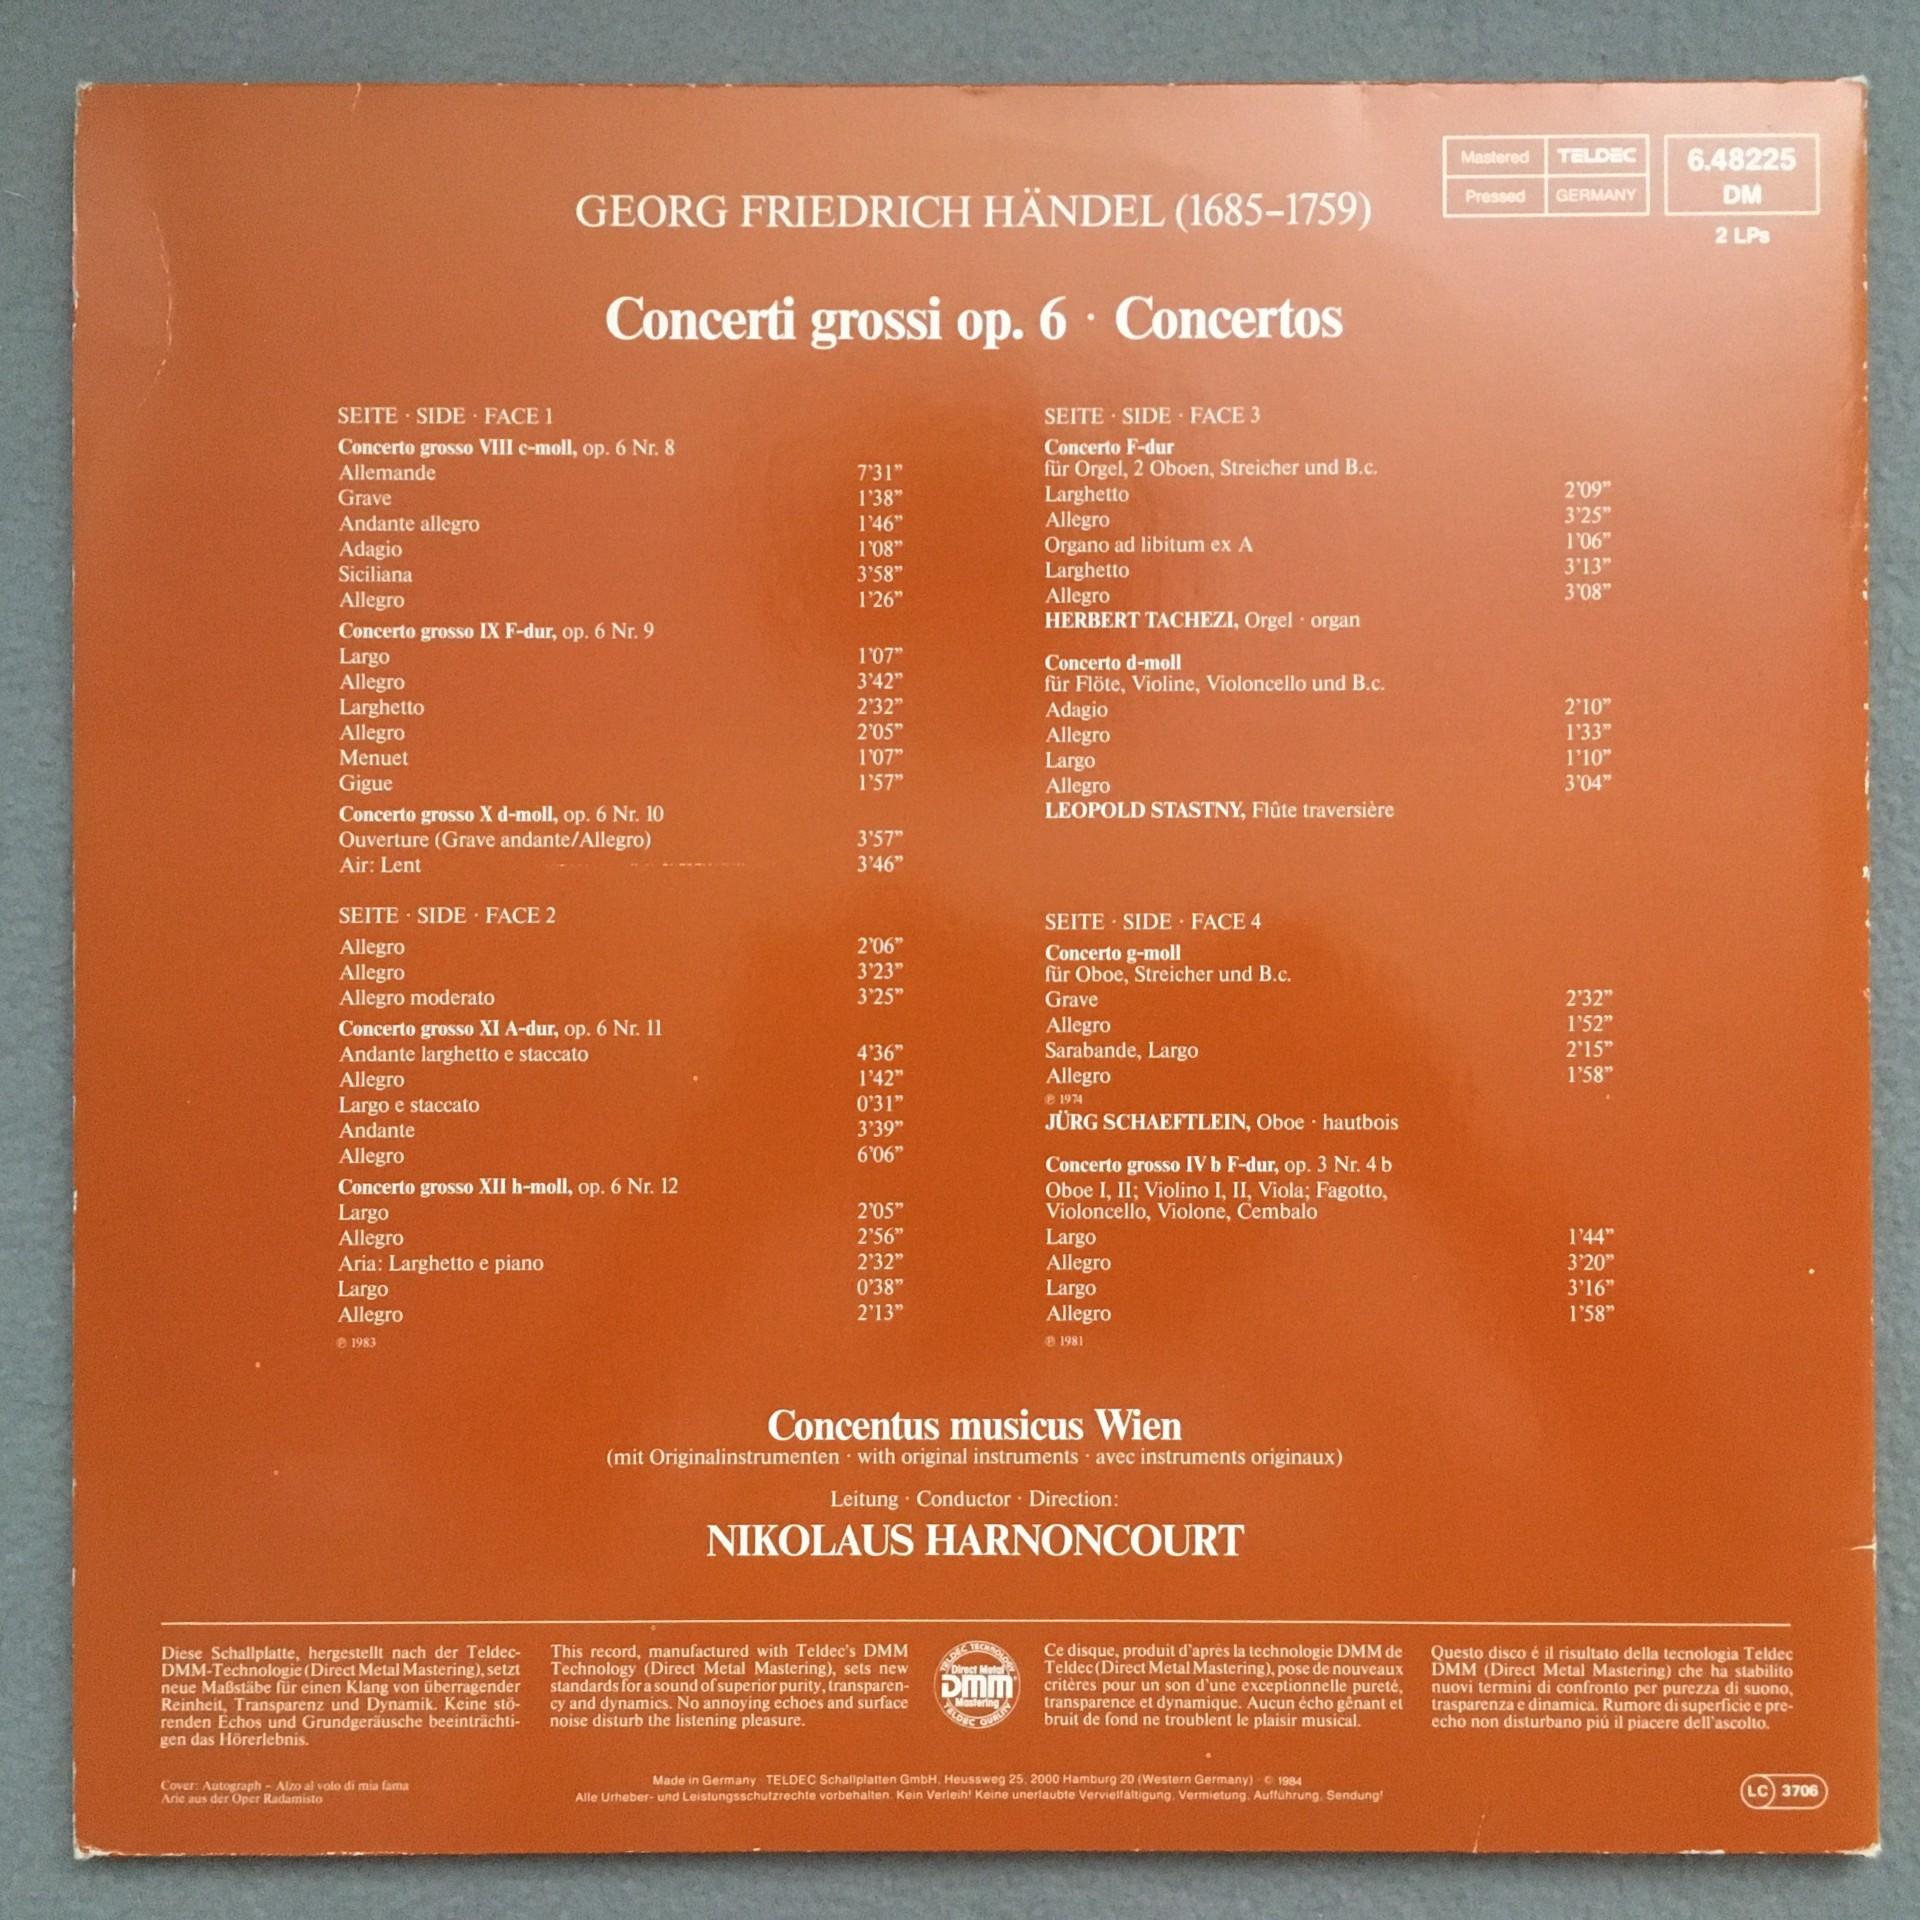 Mastered TELDEC
Pressed GERMANY
6.48225
DM
2 LPs
GEORG FRIEDRICH HÄNDEL (1685–1759)
Concerti grossi op. 6 · Concertos
SEITE · SIDE · FACE 1
Concerto grosso VIII c-moll, op. 6 Nr. 8
Allemande 7'31”
Grave 1'38”
Andante allegro 1'46”
Adagio 1'08”
Siciliana 3'58”
Allegro 1'26”
Concerto grosso IX F-dur, op. 6 Nr. 9
Largo 1'07”
Allegro 3'42”
Larghetto 2'32”
Allegro 2'05”
Menuet 1'07”
Gigue 1'57”
Concerto grosso X d-moll, op. 6 Nr. 10
Ouverture (Grave andante/Allegro) 3'57”
Air: Lent 3'46”
SEITE · SIDE · FACE 2
Allegro 2'06”
Allegro 3'23”
Allegro moderato 3'25”
Concerto grosso XI A-dur, op. 6 Nr. 11
Andante larghetto e staccato 4'36”
Allegro 1'42”
Largo e staccato 0'31”
Andante 3'39”
Allegro 6'06”
Concerto grosso XII h-moll, op. 6 Nr. 12
Largo 2'05”
Allegro 2'56”
Aria: Larghetto e piano 2'32”
Largo 0'38”
Allegro 2'13”
℗ 1983
SEITE · SIDE · FACE 3
Concerto F-dur
für Orgel, 2 Oboen, Streicher und B.c.
Larghetto 2'09”
Allegro 3'25”
Organo ad libitum ex A 1'06”
Larghetto 3'13”
Allegro 3'08”
HERBERT TACHEZI, Orgel · organ
Concerto d-moll
für Flöte, Violine, Violoncello und B.c.
Adagio 2'10”
Allegro 1'33”
Largo 1'10”
Allegro 3'04”
LEOPOLD STASTNY, Flûte traversière
SEITE · SIDE · FACE 4
Concerto g-moll
für Oboe, Streicher und B.c.
Grave 2'32”
Allegro 1'52”
Sarabande, Largo 2'15”
Allegro 1'58”
℗ 1974
JÜRG SCHAEFTLEIN, Oboe · hautbois
Concerto grosso IV b F-dur, op. 3 Nr. 4 b
Oboe I, II; Violino I, II, Viola; Fagotto,
Violoncello, Violone, Cembalo
Largo 1'44”
Allegro 3'20”
Largo 3'16”
Allegro 1'58”
℗ 1981
Concentus musicus Wien
(mit Originalinstrumenten · with original instruments · avec instruments originaux)
Leitung · Conductor · Direction:
NIKOLAUS HARNONCOURT
Diese Schallplatte, hergestellt nach der Teldec-
DMM-Technologie (Direct Metal Mastering), setzt
neue Maßstäbe für einen Klang von überragender
Reinheit, Transparenz und Dynamik. Keine stö-
renden Echos und Grundgeräusche beeinträchti-
gen das Hörerlebnis.
This record, manufactured with Teldec's DMM
Technology (Direct Metal Mastering), sets new
standards for a sound of superior purity, transparen-
cy and dynamics. No annoying echoes and surface
noise disturb the listening pleasure.
TELDEC TECHNOLOGY
Direct Metal
DMM
Mastering
TELDEC QUALITY
Ce disque, produit d'après la technologie DMM de
Teldec (Direct Metal Mastering), pose de nouveaux
critères pour un son d'une exceptionnelle pureté,
transparence et dynamique. Aucun écho gênant et
bruit de fond ne troublent le plaisir musical.
Questo disco é il risultato della tecnologia Teldec
DMM (Direct Metal Mastering) che ha stabilito
nuovi termini di confronto per purezza di suono,
trasparenza e dinamica. Rumore di superficie e pre-
echo non disturbano piú il piacere dell'ascolto.
Cover: Autograph – Alzo al volo di mia fama
Arie aus der Oper Radamisto
Made in Germany · TELDEC Schallplatten GmbH, Heussweg 25, 2000 Hamburg 20 (Western Germany) · © 1984
Alle Urheber- und Leistungsschutzrechte vorbehalten. Kein Verleih! Keine unerlaubte Vervielfältigung, Vermietung, Aufführung, Sendung!
LC 3706